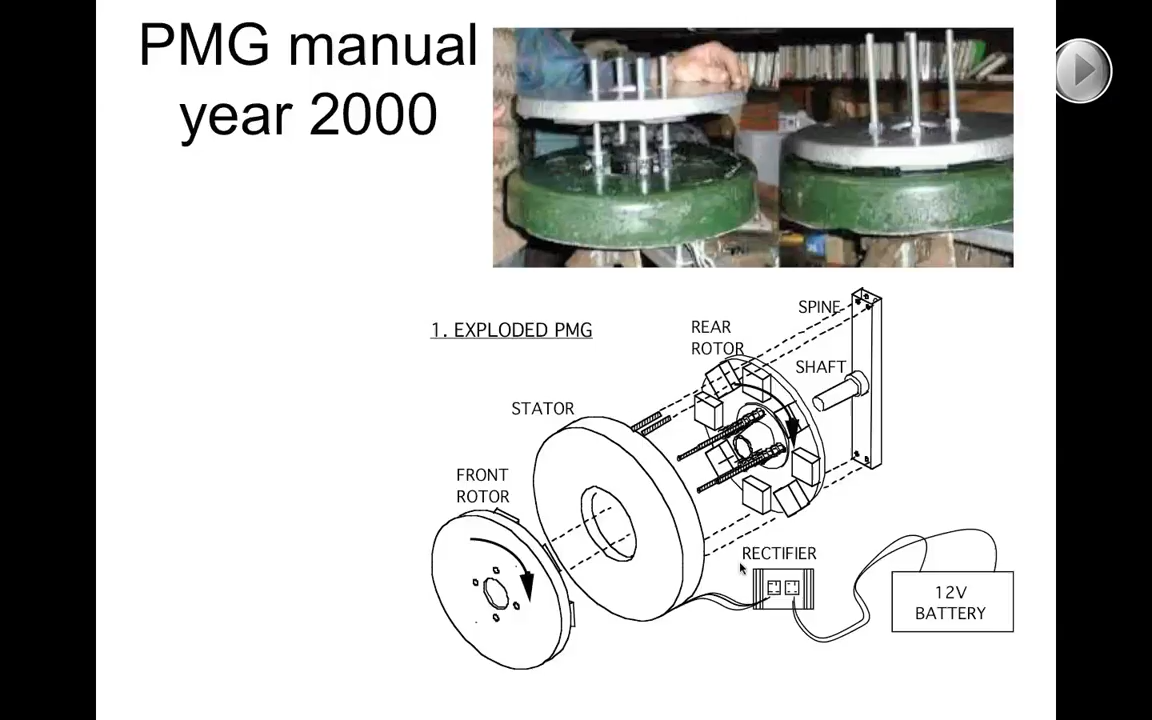 PMG manual
year 2000
1. EXPLODED PMG
SPINE
REAR
ROTOR
SHAFT
STATOR
FRONT
ROTOR
RECTIFIER
12V
BATTERY